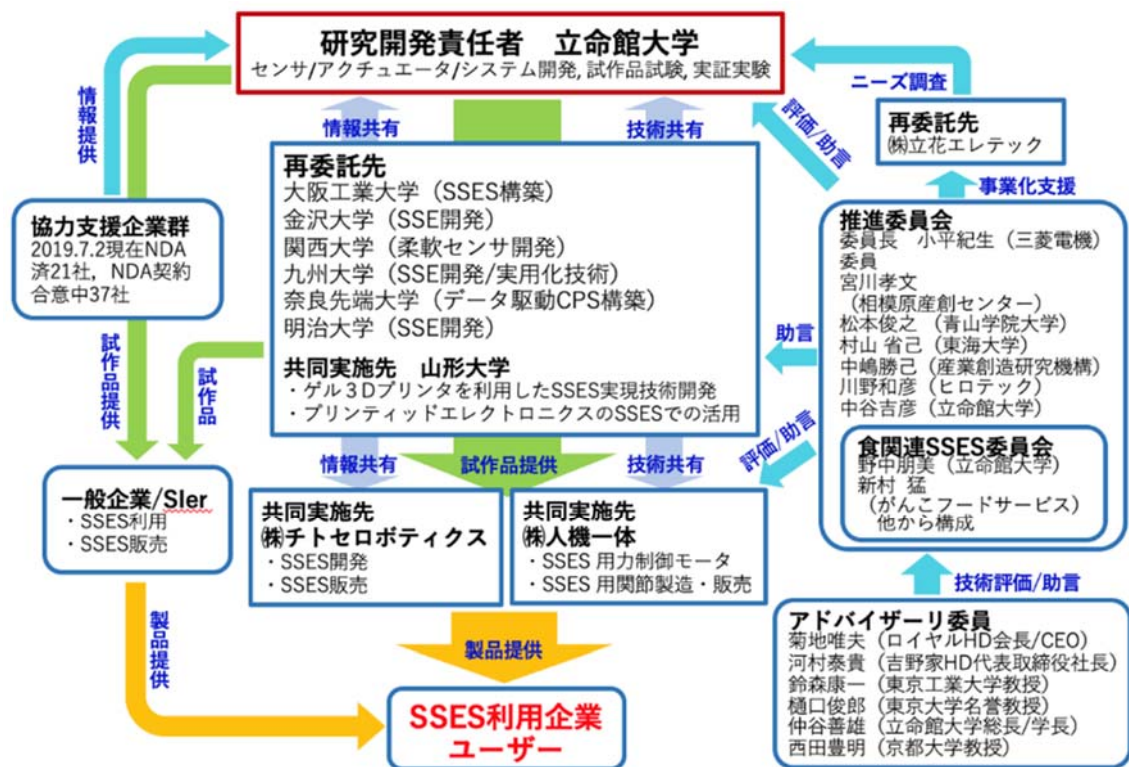 研究開発責任者　立命館大学
センサ/アクチュエータ/システム開発, 試作品試験, 実証実験
情報提供
情報共有
技術共有
評価/助言
ニーズ調査
再委託先
㈱立花エレテック
事業化支援
協力支援企業群
2019.7.2現在NDA
済21社，NDA契約
合意中37社
試作品提供
試作品
再委託先
大阪工業大学（SSES構築）
金沢大学（SSE開発）
関西大学（柔軟センサ開発）
九州大学（SSE開発/実用化技術）
奈良先端大学（データ駆動CPS構築）
明治大学（SSE開発）
共同実施先　山形大学
・ゲル３Dプリンタを利用したSSES実現技術開発
・プリンティッドエレクトロニクスのSSESでの活用
助言
推進委員会
委員長　小平紀生（三菱電機）
委員
宮川孝文
（相模原産創センター）
松本俊之（青山学院大学）
村山 省己（東海大学）
中嶋勝己（産業創造研究機構）
川野和彦（ヒロテック）
中谷吉彦（立命館大学）
食関連SSES委員会
野中朋美（立命館大学）
新村 猛
（がんこフードサービス）
他から構成
情報共有
試作品提供
技術共有
評価/助言
一般企業/SIer
・SSES利用
・SSES販売
共同実施先
㈱チトセロボティクス
・SSES開発
・SSES販売
共同実施先
㈱人機一体
・SSES 用力制御モータ
・SSES 用関節製造・販売
技術評価/助言
アドバイザーリ委員
菊地唯夫（ロイヤルHD会長/CEO）
河村泰貴（吉野家HD代表取締役社長）
鈴森康一（東京工業大学教授）
樋口俊郎（東京大学名誉教授）
仲谷善雄（立命館大学総長/学長）
西田豊明（京都大学教授）
製品提供
製品提供
SSES利用企業
ユーザー